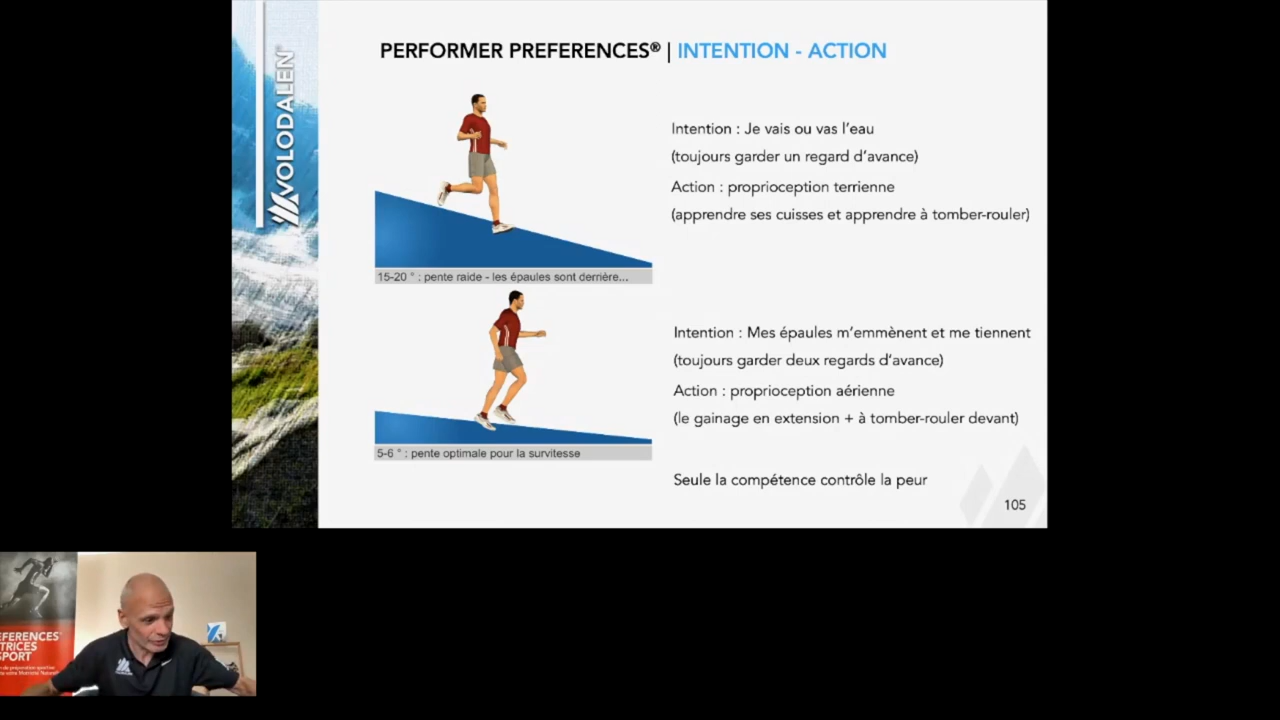 VOLODALEN
PERFORMER PREFERENCES® | INTENTION - ACTION
Intention : Je vais ou vas l'eau
(toujours garder un regard d'avance)
Action : proprioception terrienne
(apprendre ses cuisses et apprendre à tomber-rouler)
15-20 ° : pente raide - les épaules sont derrière...
Intention : Mes épaules m'emmènent et me tiennent
(toujours garder deux regards d'avance)
Action : proprioception aérienne
(le gainage en extension + à tomber-rouler devant)
5-6 ° : pente optimale pour la survitesse
Seule la compétence contrôle la peur
105
EFERENCES®
TRICES
SPORT